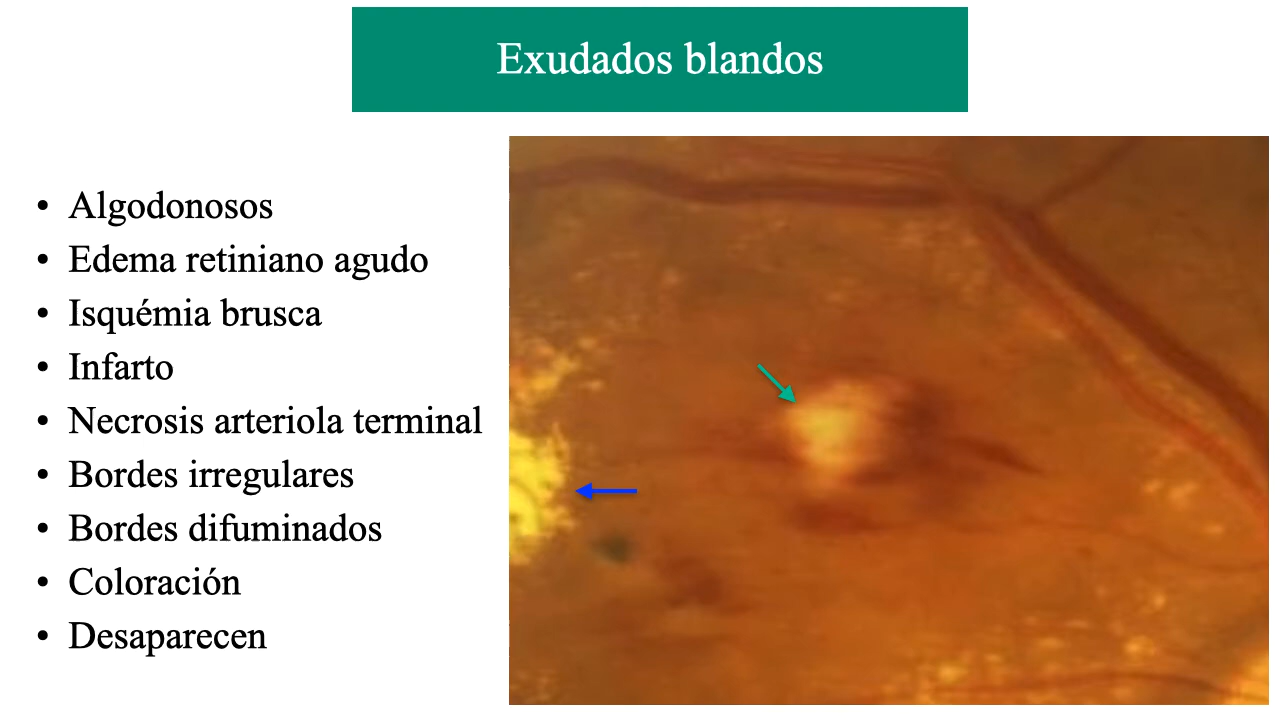 Exudados blandos
• Algodonosos
• Edema retiniano agudo
• Isquémia brusca
• Infarto
• Necrosis arteriola terminal
• Bordes irregulares
• Bordes difuminados
• Coloración
• Desaparecen